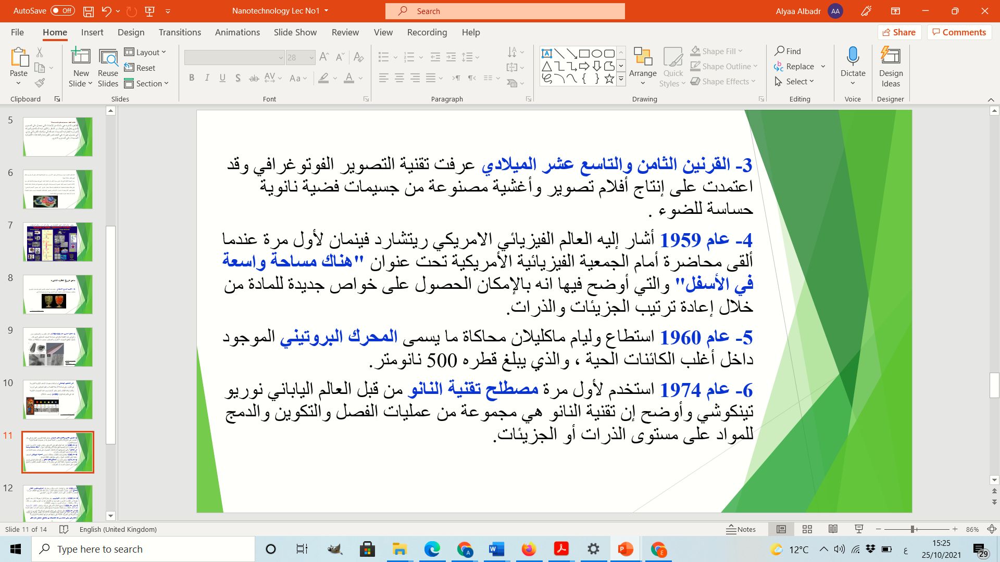 AutoSave Off
Nanotechnology Lec No1
Search
Alyaa Albadr AA
File Home Insert Design Transitions Animations Slide Show Review View Recording Help
Share Comments
Paste
New Slide
Reuse Slides
Layout
Reset
Section
28
B I U S ab AV Aa A
Arrange
Quick Styles
Shape Fill
Shape Outline
Shape Effects
Find
Replace
Select
Dictate
Design Ideas
Clipboard Slides Font Paragraph Drawing Editing Voice Designer
5
6
7
8
9
10
11
12
3- القرنين الثامن والتاسع عشر الميلادي عرفت تقنية التصوير الفوتوغرافي وقد
اعتمدت على إنتاج أفلام تصوير وأغشية مصنوعة من جسيمات فضية نانوية
حساسة للضوء .
4- عام 1959 أشار إليه العالم الفيزيائي الامريكي ريتشارد فينمان لأول مرة عندما
ألقى محاضرة أمام الجمعية الفيزيائية الأمريكية تحت عنوان "هناك مساحة واسعة
في الأسفل" والتي أوضح فيها انه بالإمكان الحصول على خواص جديدة للمادة من
خلال إعادة ترتيب الجزيئات والذرات.
5- عام 1960 استطاع وليام ماكليلان محاكاة ما يسمى المحرك البروتيني الموجود
داخل أغلب الكائنات الحية ، والذي يبلغ قطره 500 نانومتر.
6- عام 1974 استخدم لأول مرة مصطلح تقنية النانو من قبل العالم الياباني نوريو
تينكوشي وأوضح إن تقنية النانو هي مجموعة من عمليات الفصل والتكوين والدمج
للمواد على مستوى الذرات أو الجزيئات.
Slide 11 of 14
English (United Kingdom)
Notes
86%
Type here to search
12°C
ع
15:25
25/10/2021
29